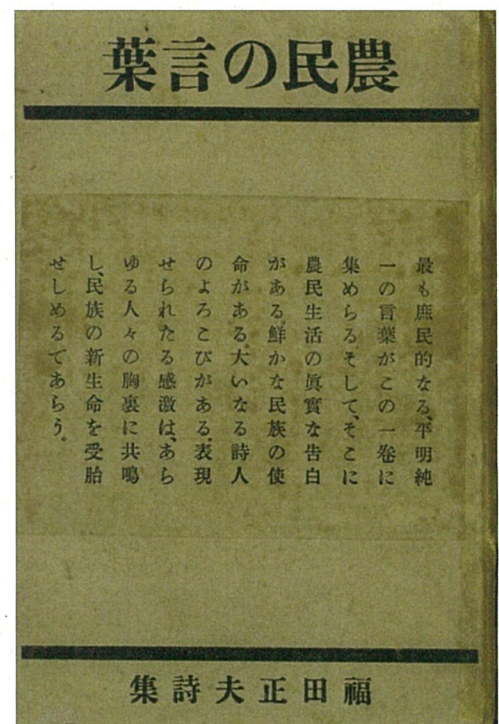 農民の言葉
最も庶民的なる、平明純
一の言葉がこの一卷に
集めらる。そして、そこに
農民生活の眞實な告白
がある。鮮かな民族の使
命がある。大いなる詩人
のよろこびがある。表現
せられたる感激は、あら
ゆる人々の胸裏に共鳴
し、民族の新生命を受胎
せしめるであらう。
福田正夫詩集